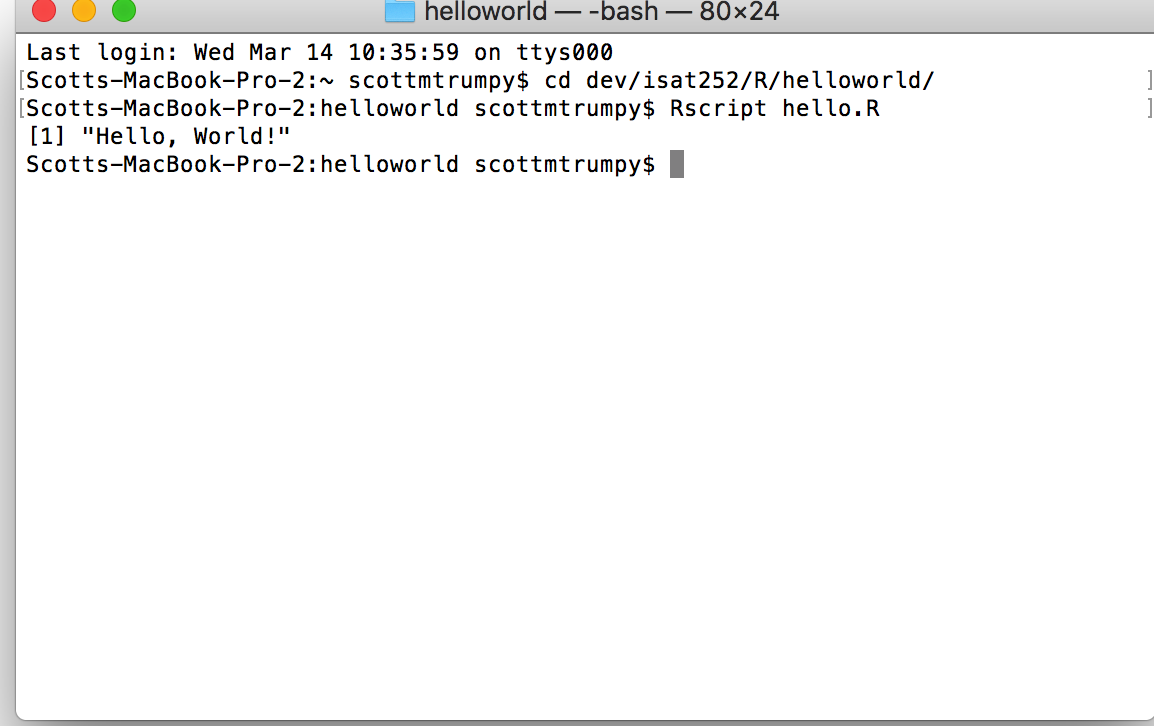 helloworld — -bash — 80×24
Last login: Wed Mar 14 10:35:59 on ttys000
[Scotts-MacBook-Pro-2:~ scottmtrumpy$ cd dev/isat252/R/helloworld/ ]
[Scotts-MacBook-Pro-2:helloworld scottmtrumpy$ Rscript hello.R ]
[1] "Hello, World!"
Scotts-MacBook-Pro-2:helloworld scottmtrumpy$